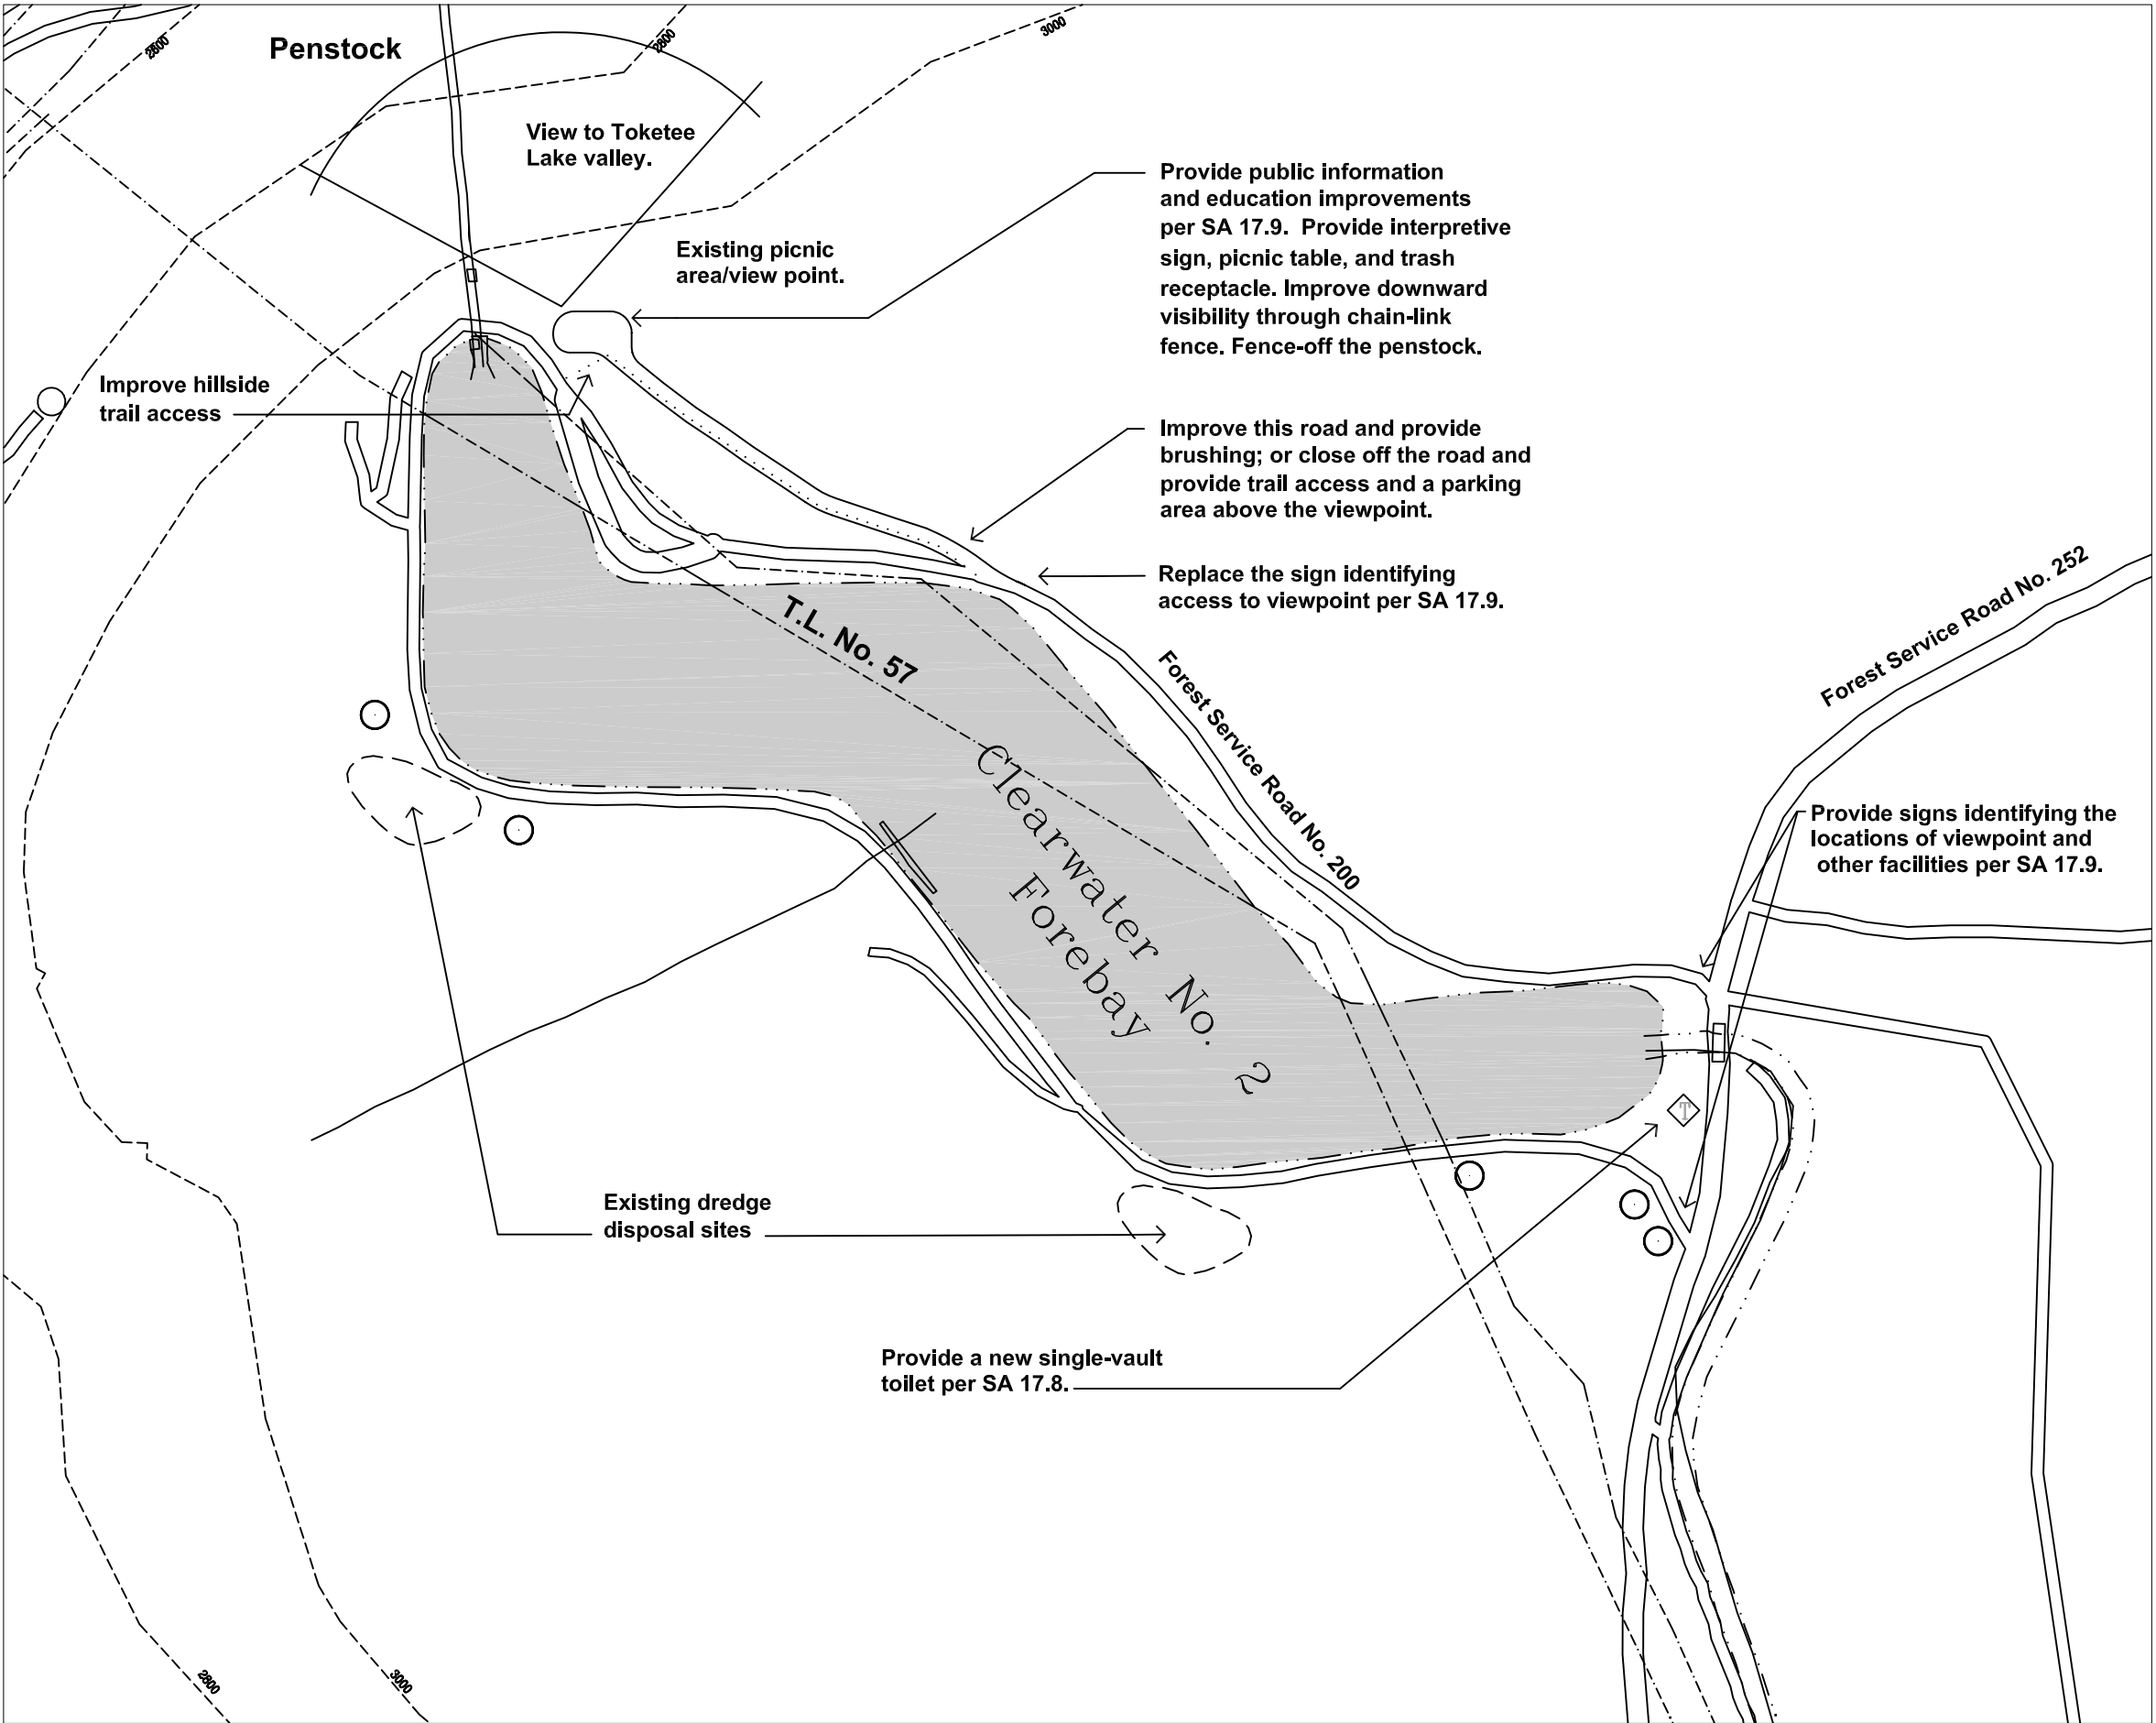 Penstock
2600
2800
3000
View to Toketee
Lake valley.
Existing picnic
area/view point.
Provide public information
and education improvements
per SA 17.9.  Provide interpretive
sign, picnic table, and trash
receptacle. Improve downward
visibility through chain-link
fence. Fence-off the penstock.
Improve hillside
trail access
Improve this road and provide
brushing; or close off the road and
provide trail access and a parking
area above the viewpoint.
Replace the sign identifying
access to viewpoint per SA 17.9.
Forest Service Road No. 252
T.L. No. 57
Forest Service Road No. 200
Clearwater No. 2
Forebay
Provide signs identifying the
locations of viewpoint and
other facilities per SA 17.9.
T
Existing dredge
disposal sites
Provide a new single-vault
toilet per SA 17.8.
2800
3000